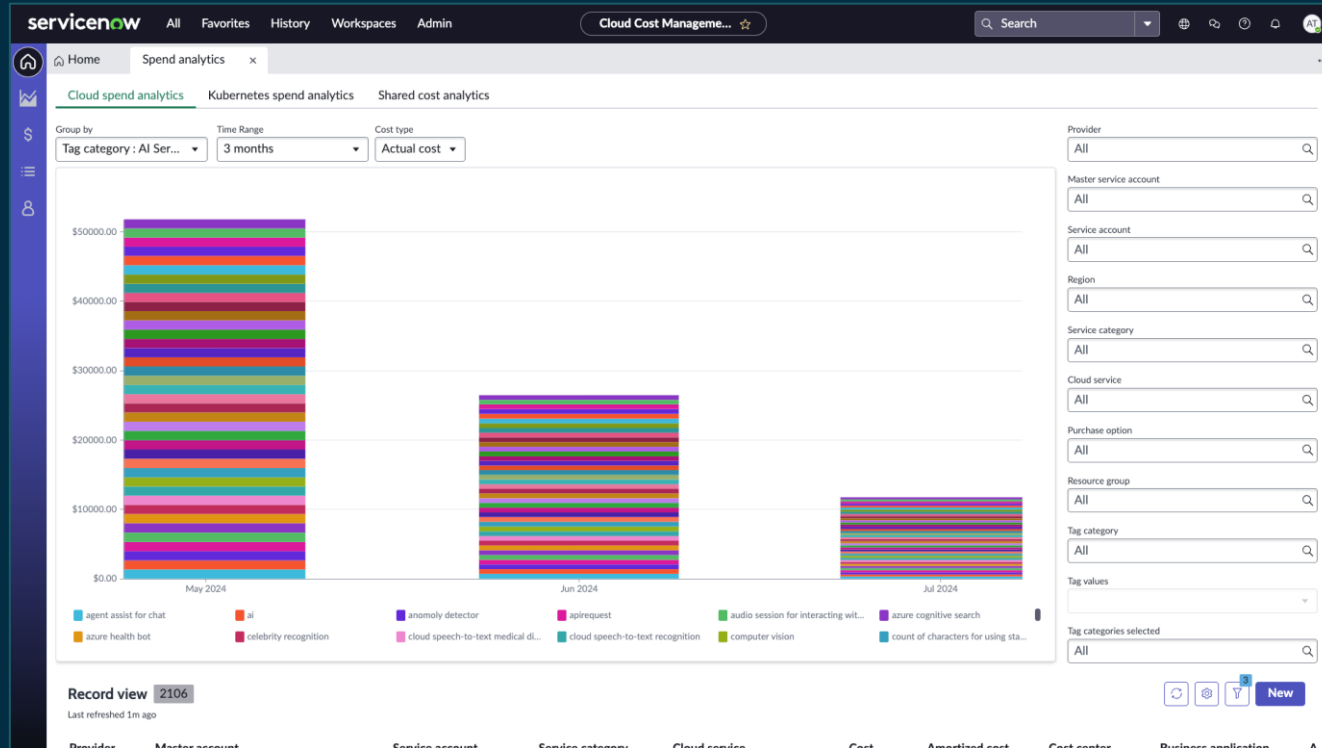 servicenow All Favorites History Workspaces Admin Cloud Cost Manageme... Search AT
Home Spend analytics ×
Cloud spend analytics Kubernetes spend analytics Shared cost analytics
Group by Time Range Cost type
Tag category : AI Ser... 3 months Actual cost
$50000.00
$40000.00
$30000.00
$20000.00
$10000.00
$0.00
May 2024 Jun 2024 Jul 2024
agent assist for chat ai anomoly detector apirequest audio session for interacting wit... azure cognitive search
azure health bot celebrity recognition cloud speech-to-text medical di... cloud speech-to-text recognition computer vision count of characters for using sta...
Provider
All
Master service account
All
Service account
All
Region
All
Service category
All
Cloud service
All
Purchase option
All
Resource group
All
Tag category
All
Tag values
Tag categories selected
All
Record view 2106 3 New
Last refreshed 1m ago
Provider Master account Service account Service category Cloud service Cost Amortized cost Cost center Business application A